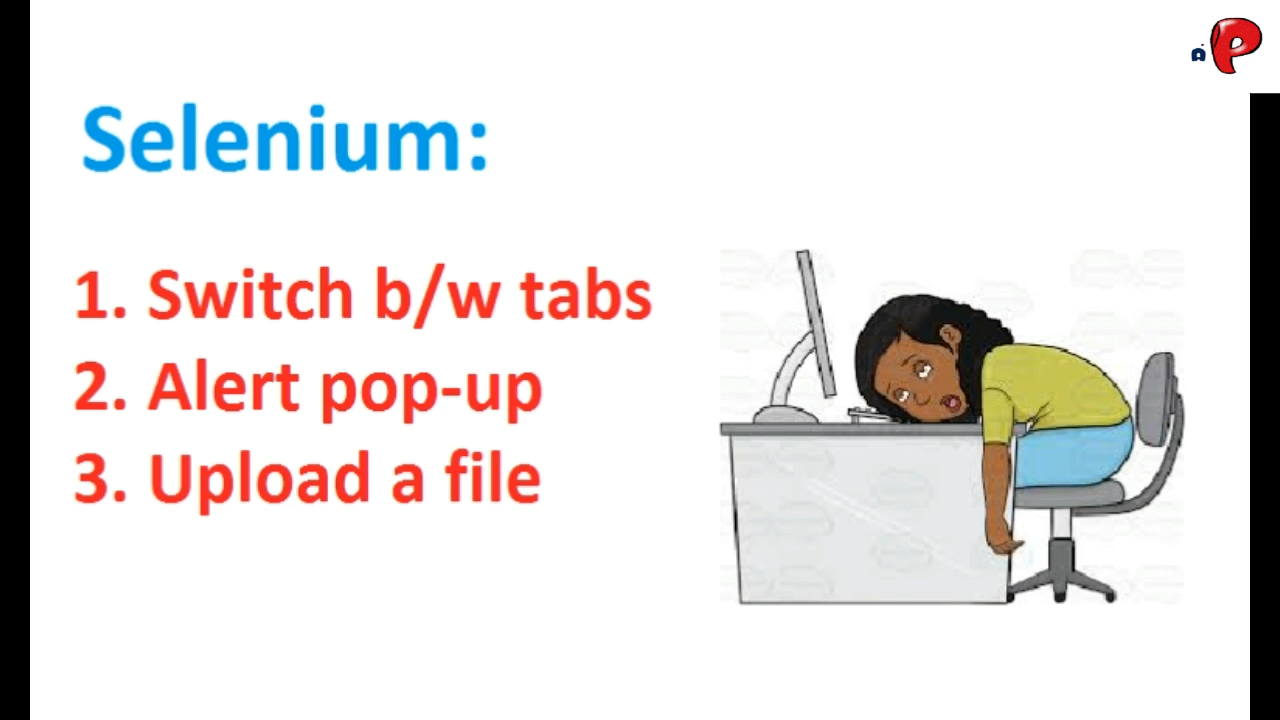 Selenium:
1. Switch b/w tabs
2. Alert pop-up
3. Upload a file